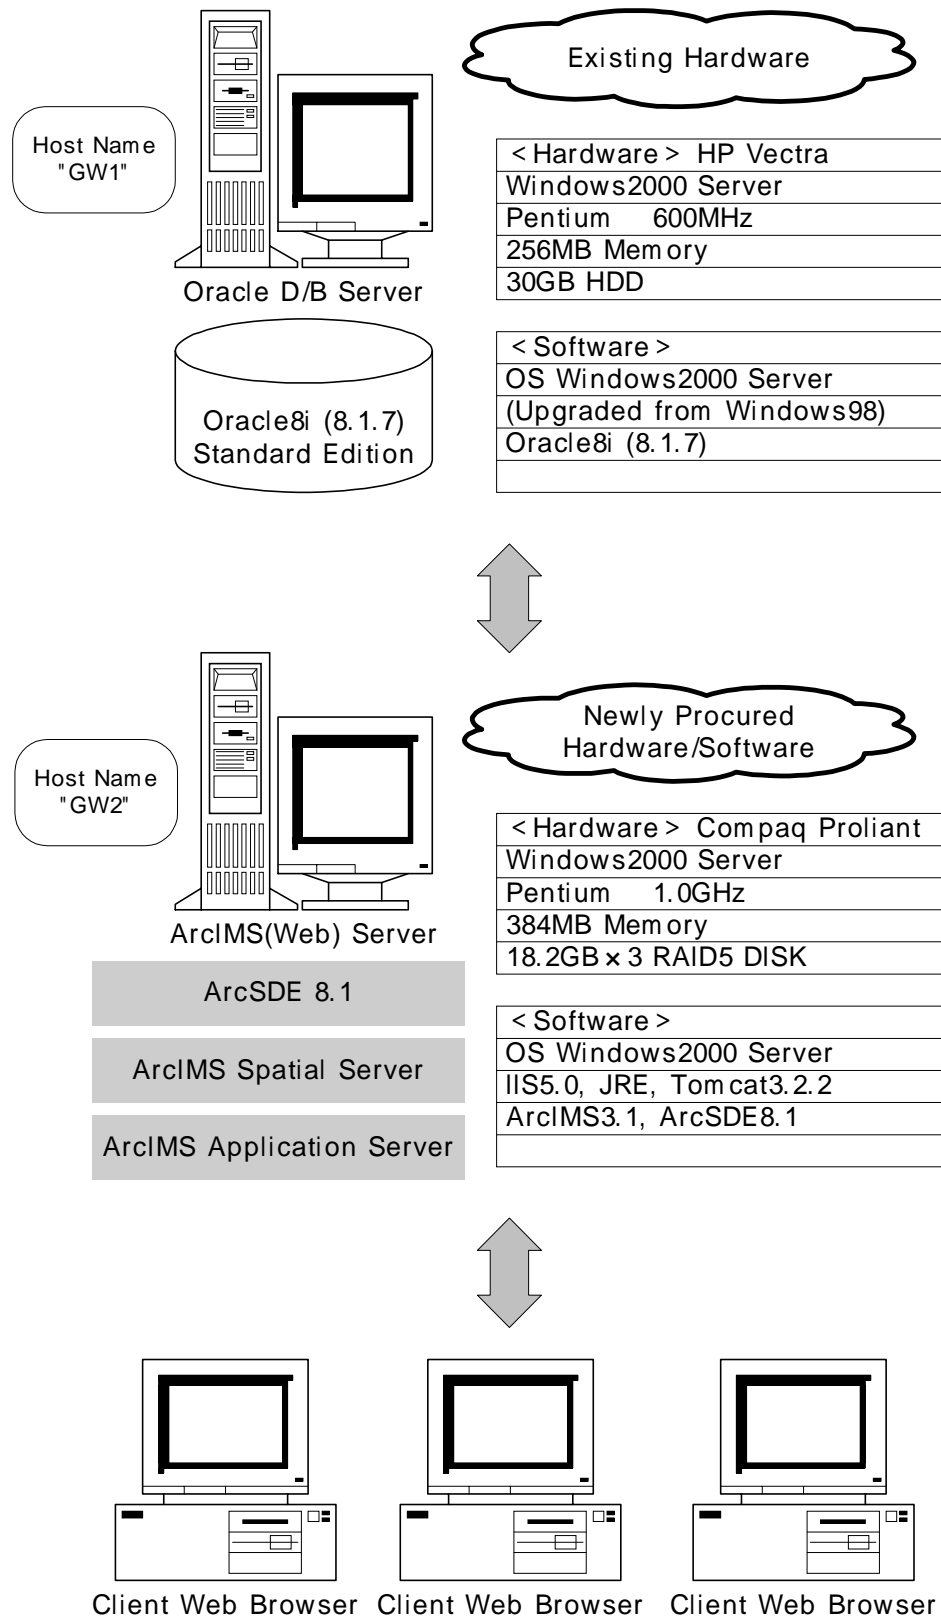 Existing Hardware
Host Name
"GW1"
<Hardware> HP Vectra
Windows2000 Server
Pentium 600MHz
256MB Memory
30GB HDD
Oracle D/B Server
<Software>
OS Windows2000 Server
(Upgraded from Windows98)
Oracle8i (8.1.7)
Oracle8i (8.1.7)
Standard Edition
Newly Procured
Hardware/Software
Host Name
"GW2"
<Hardware> Compaq Proliant
Windows2000 Server
Pentium 1.0GHz
384MB Memory
18.2GB×3 RAID5 DISK
ArcIMS(Web) Server
ArcSDE 8.1
ArcIMS Spatial Server
ArcIMS Application Server
<Software>
OS Windows2000 Server
IIS5.0, JRE, Tomcat3.2.2
ArcIMS3.1, ArcSDE8.1
Client Web Browser
Client Web Browser
Client Web Browser